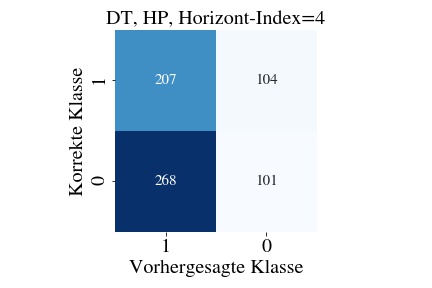 DT, HP, Horizont-Index=4
Korrekte Klasse
1
207
104
0
268
101
1
0
Vorhergesagte Klasse